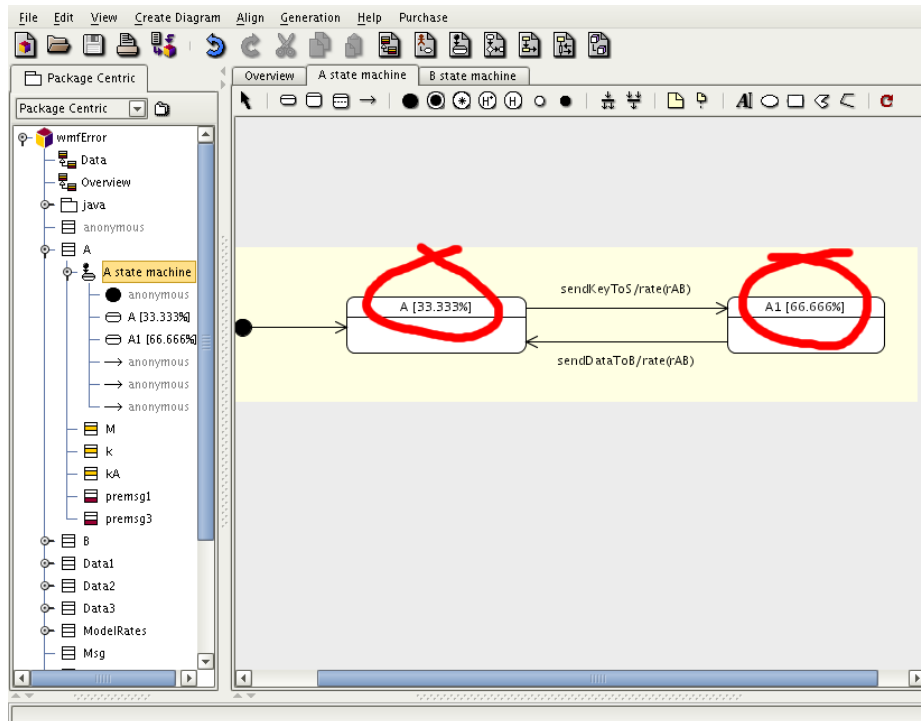 File Edit View Create Diagram Align Generation Help Purchase
Package Centric
Overview A state machine B state machine
Package Centric
A
H*
H
wmfError
Data
Overview
java
anonymous
A
A state machine
anonymous
A [33.333%]
A1 [66.666%]
anonymous
anonymous
anonymous
M
k
kA
premsg1
premsg3
B
Data1
Data2
Data3
ModelRates
Msg
sendKeyToS/rate(rAB)
A [33.333%]
A1 [66.666%]
sendDataToB/rate(rAB)